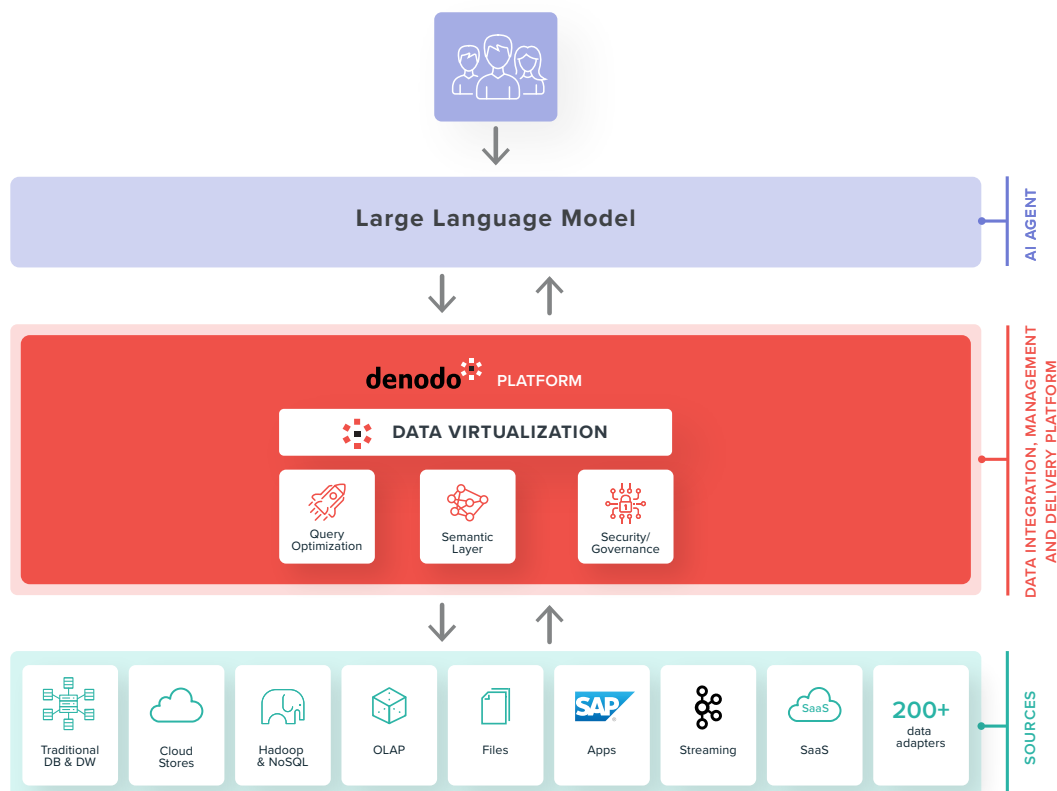 Large Language Model
AI AGENT
denodo PLATFORM
DATA VIRTUALIZATION
Query
Optimization
Semantic
Layer
Security/
Governance
DATA INTEGRATION, MANAGEMENT
AND DELIVERY PLATFORM
Traditional
DB & DW
Cloud
Stores
Hadoop
& NoSQL
OLAP
Files
SAP
Apps
Streaming
SaaS
SaaS
200+
data
adapters
SOURCES